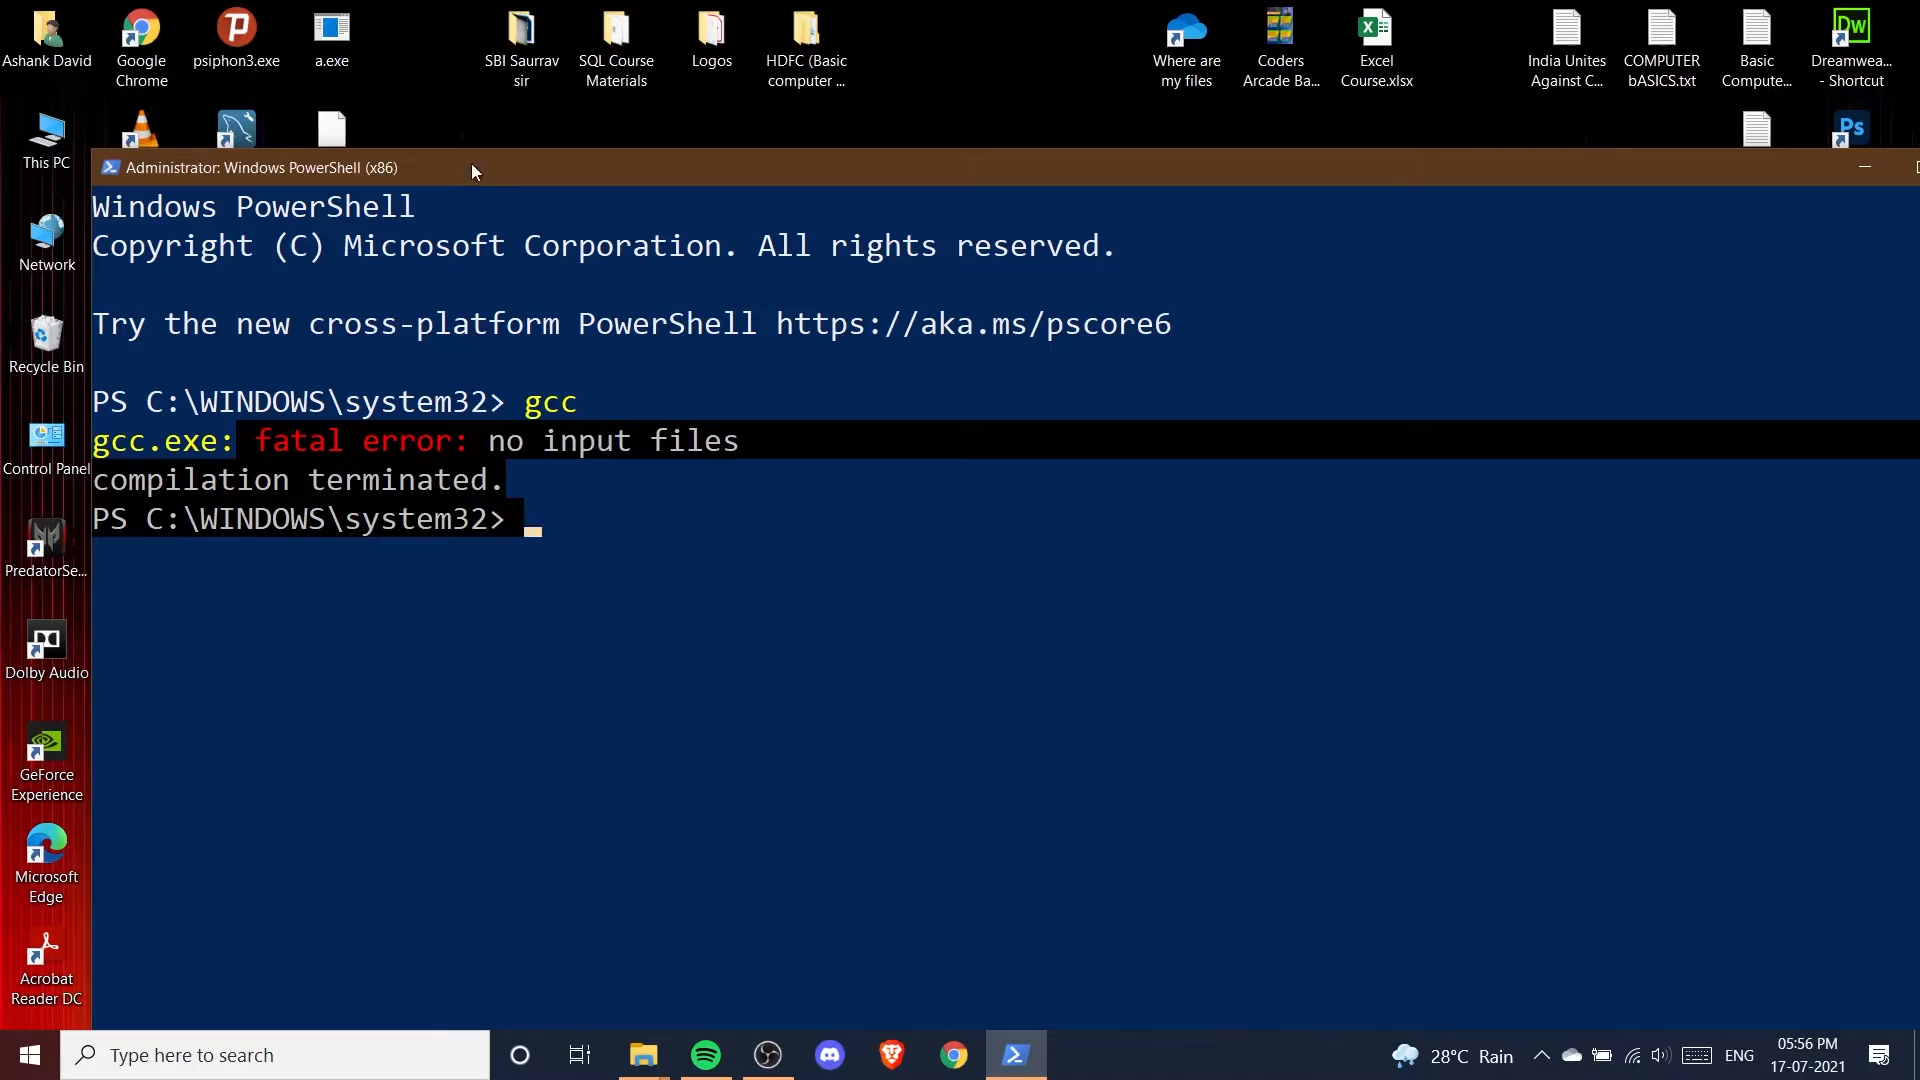 Ashank David
Google
Chrome
psiphon3.exe
a.exe
SBI Saurrav
sir
SQL Course
Materials
Logos
HDFC (Basic
computer ...
Where are
my files
Coders
Arcade Ba...
Excel
Course.xlsx
India Unites
Against C...
COMPUTER
bASICS.txt
Basic
Compute...
Dw
Dreamwea...
- Shortcut
Ps
This PC
Network
Recycle Bin
Control Panel
PredatorSe...
Dolby Audio
GeForce
Experience
Microsoft
Edge
Acrobat
Reader DC
Administrator: Windows PowerShell (x86)
Windows PowerShell
Copyright (C) Microsoft Corporation. All rights reserved.
Try the new cross-platform PowerShell https://aka.ms/pscore6
PS C:\WINDOWS\system32> gcc
gcc.exe: fatal error: no input files
compilation terminated.
PS C:\WINDOWS\system32>
Type here to search
28°C Rain
ENG
05:56 PM
17-07-2021